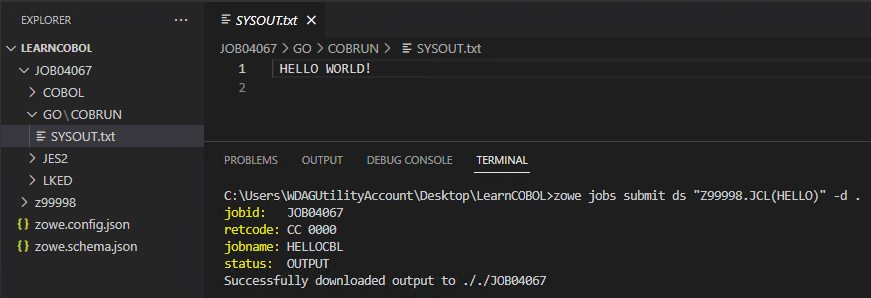 EXPLORER ...
LEARNCOBOL
JOB04067
COBOL
GO\COBRUN
SYSOUT.txt
JES2
LKED
z99998
{} zowe.config.json
{} zowe.schema.json
SYSOUT.txt
JOB04067 > GO > COBRUN > SYSOUT.txt
1 HELLO WORLD!
2
PROBLEMS OUTPUT DEBUG CONSOLE TERMINAL
C:\Users\WDAGUtilityAccount\Desktop\LearnCOBOL>zowe jobs submit ds "Z99998.JCL(HELLO)" -d .
jobid: JOB04067
retcode: CC 0000
jobname: HELLOCBL
status: OUTPUT
Successfully downloaded output to ././JOB04067